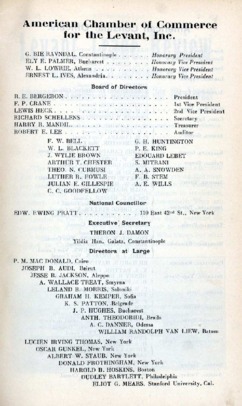 American Chamber of Commerce
for the Levant, Inc.
G. BIE RAVNDAL, Constantinople . Honorary President
ELY E. PALMER, Bucharest . . Honorary Vice President
W. L. LOWRIE, Athens . . . Honorary Vice President
ERNEST L. IVES, Alexandria . . Honorary Vice President
Board of Directors
R. E. BERGERON . . . . . President
F. P. CRANE . . . . . 1st Vice President
LEWIS HECK . . . . . 2nd Vice President
RICHARD SCHELLENS . . . . . Secretary
HARRY R. MANDIL . . . . . Treasurer
ROBERT E. LEE . . . . . Auditor
F. W. BELL G. H. HUNTINGTON
W. L. BLACKETT P. E. KING
J. WYLIE BROWN EDOUARD LEBET
ARTHUR T. CHESTER S. MITRANI
THEO. N. CURMUSI A. A. SNOWDEN
LUTHER R. FOWLE F. B. STEM
JULIAN E. GILLESPIE A. E. WILLS
C. C. GOODFELLOW
National Councillor
EDW. EWING PRATT . . . . . 120 East 42nd St., New York
Executive Secretary
THERON J. DAMON
Yildiz Han, Galata, Constantinople
Directors at Large
P. M. MAC DONALD, Cairo
JOSEPH B. AUDI, Beirut
JESSE B. JACKSON, Aleppo
A. WALLACE TREAT, Smyrna
LELAND B. MORRIS, Saloniki
GRAHAM H. KEMPER, Sofia
K. S. PATTON, Belgrade
J. P. HUGHES, Bucharest
ANTH. THEODORIDI, Braila
A. C. DANNER, Odessa
WILLIAM RANDOLPH VAN LIEW, Batum
LUCIEN IRVING THOMAS, New York
OSCAR GUNKEL, New York
ALBERT W. STAUB, New York
DONALD FROTHINGHAM, New York
HAROLD B. HOSKINS, Boston
DUDLEY BARTLETT, Philadelphia
ELIOT G. MEARS, Stanford University, Cal.